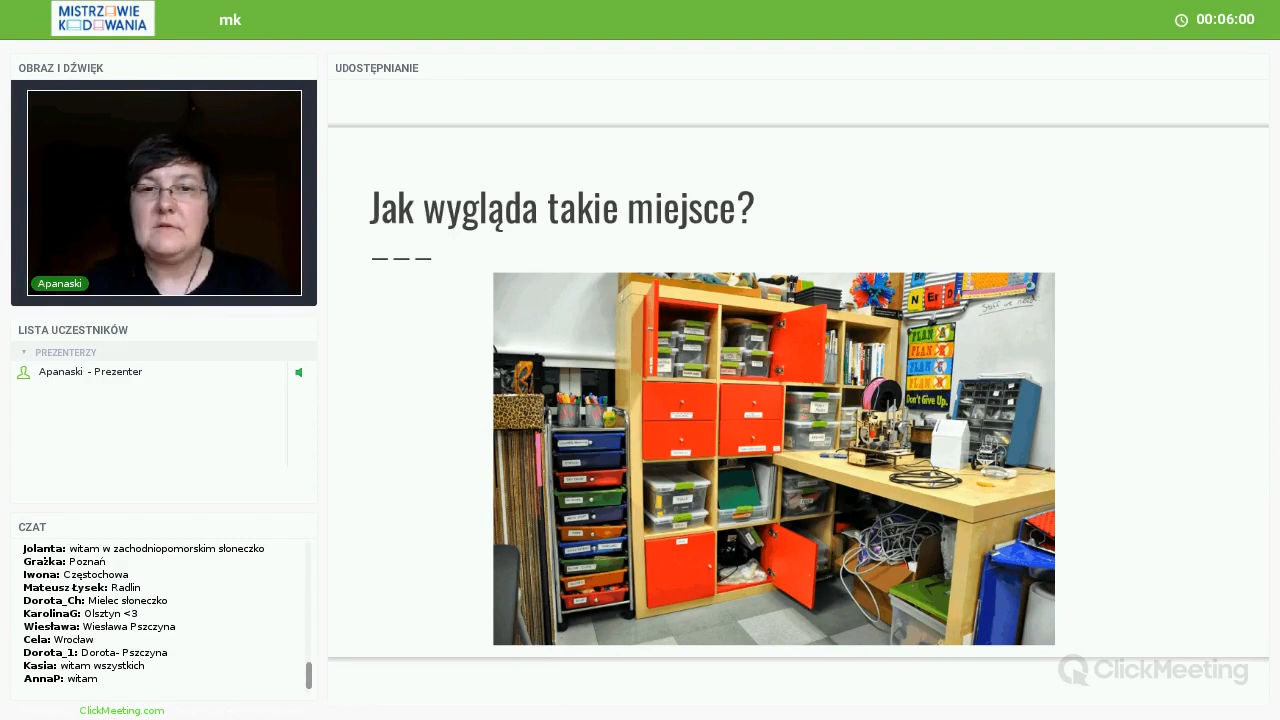 MISTRZOWIE
KODOWANIA
mk
00:06:00
OBRAZ I DŹWIĘK
UDOSTĘPNIANIE
Apanaski
Jak wygląda takie miejsce?
LISTA UCZESTNIKÓW
PREZENTERZY
Apanaski - Prezenter
PLAN
PLAN
PLAN
PLAN
Don't Give Up.
CZAT
Jolanta: witam w zachodniopomorskim słoneczko
Grażka: Poznań
Iwona: Częstochowa
Mateusz Łysek: Radlin
Dorota_Ch: Mielec słoneczko
KarolinaG: Olsztyn <3
Wiesława: Wiesława Pszczyna
Cela: Wrocław
Dorota_1: Dorota- Pszczyna
Kasia: witam wszystkich
AnnaP: witam
ClickMeeting
ClickMeeting.com